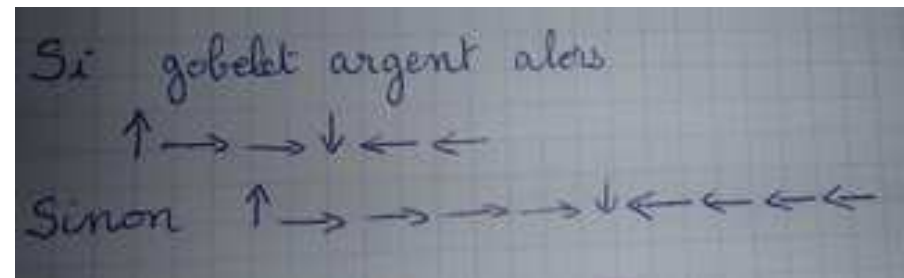 Si gobelet argent alors
↑ → → ↓ ← ←
Sinon ↑ → → → → ↓ ← ← ← ←